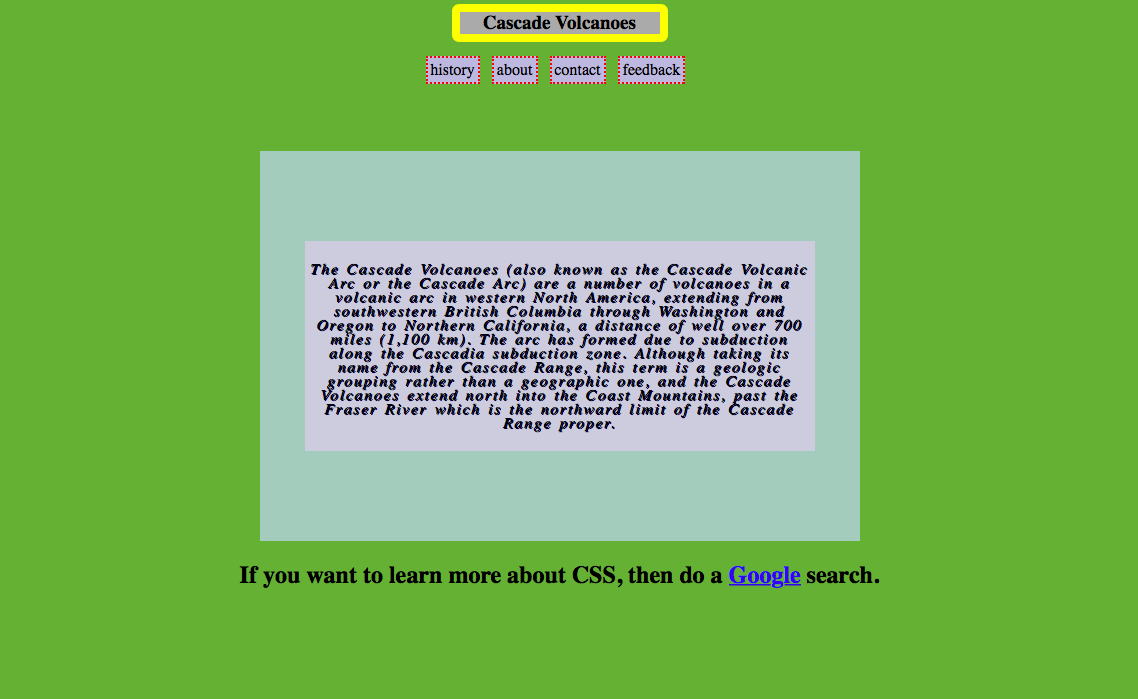 Cascade Volcanoes
history about contact feedback
The Cascade Volcanoes (also known as the Cascade Volcanic
Arc or the Cascade Arc) are a number of volcanoes in a
volcanic arc in western North America, extending from
southwestern British Columbia through Washington and
Oregon to Northern California, a distance of well over 700
miles (1,100 km). The arc has formed due to subduction
along the Cascadia subduction zone. Although taking its
name from the Cascade Range, this term is a geologic
grouping rather than a geographic one, and the Cascade
Volcanoes extend north into the Coast Mountains, past the
Fraser River which is the northward limit of the Cascade
Range proper.
If you want to learn more about CSS, then do a Google search.